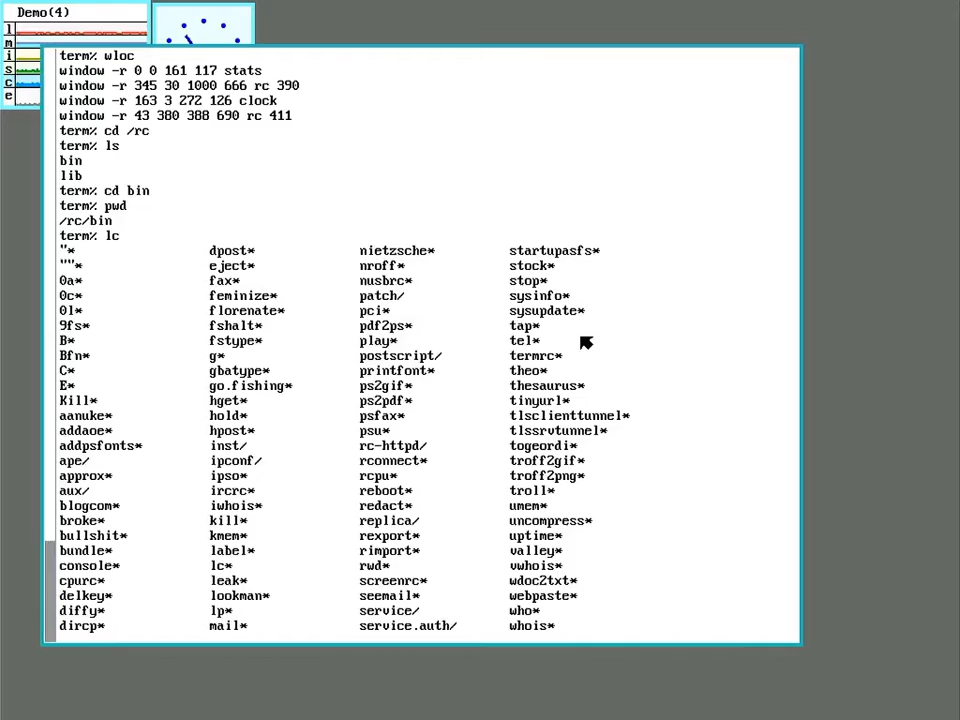 Demo(4)
l
m
i
s
c
e
term% wloc
window -r 0 0 161 117 stats
window -r 345 30 1000 666 rc 390
window -r 163 3 272 126 clock
window -r 43 380 388 690 rc 411
term% cd /rc
term% ls
bin
lib
term% cd bin
term% pwd
/rc/bin
term% lc
"* dpost* nietzsche* startupasfs*
""* eject* nroff* stock*
0a* fax* nusbrc* stop*
0c* feminize* patch/ sysinfo*
0l* florenate* pci* sysupdate*
9fs* fshalt* pdf2ps* tap*
B* fstype* play* tel*
Bfn* g* postscript/ termrc*
C* gbatype* printfont* theo*
E* go.fishing* ps2gif* thesaurus*
Kill* hget* ps2pdf* tinyurl*
aanuke* hold* psfax* tlsclienttunnel*
addaoe* hpost* psu* tlssrvtunnel*
addpsfonts* inst/ rc-httpd/ togeordi*
ape/ ipconf/ rconnect* troff2gif*
approx* ipso* rcpu* troff2png*
aux/ ircrc* reboot* troll*
blogcom* iwhois* redact* umem*
broke* kill* replica/ uncompress*
bullshit* kmem* rexport* uptime*
bundle* label* rimport* valley*
console* lc* rwd* vwhois*
cpurc* leak* screenrc* wdoc2txt*
delkey* lookman* seemail* webpaste*
diffy* lp* service/ who*
dircp* mail* service.auth/ whois*